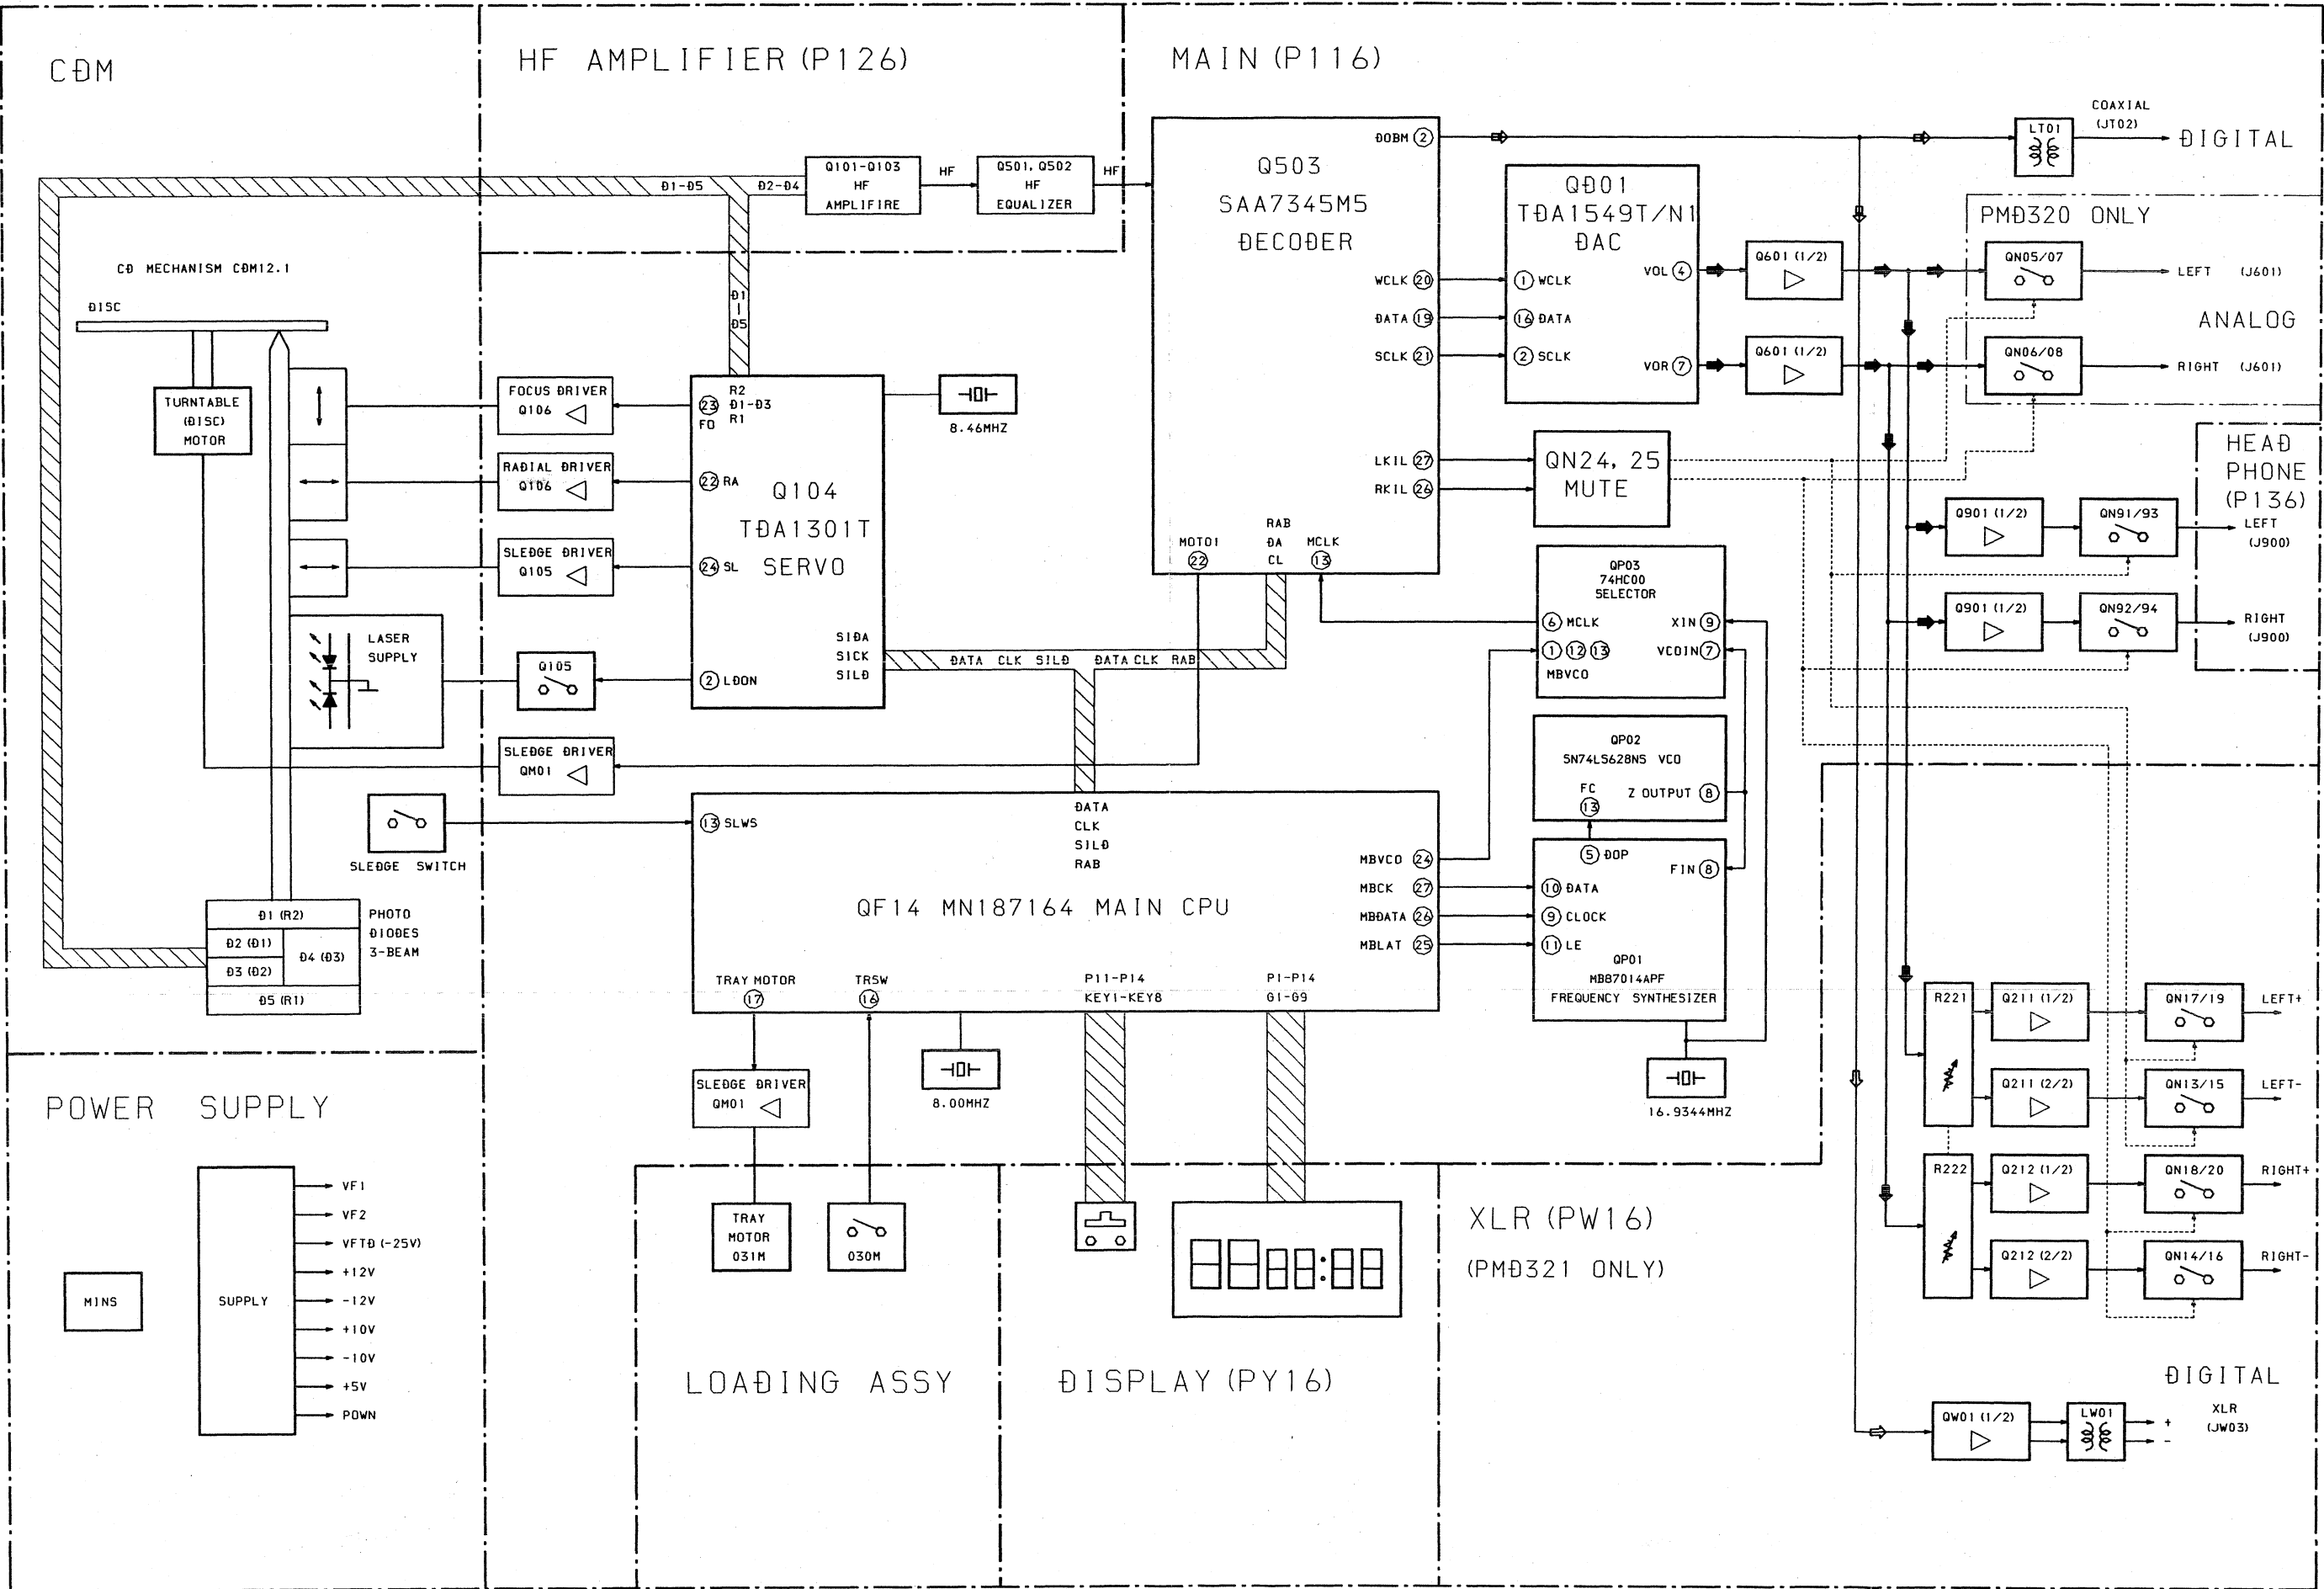 CDM
HF AMPLIFIER (P126)
MAIN (P116)
CD MECHANISM CDM12.1
DISC
TURNTABLE
(DISC)
MOTOR
LASER
SUPPLY
SLEDGE SWITCH
D1 (R2)
D2 (D1)
D3 (D2)
D4 (D3)
D5 (R1)
PHOTO
DIODES
3-BEAM
D1-D5
D2-D4
D1
|
D5
Q101-Q103
HF
AMPLIFIRE
HF
Q501, Q502
HF
EQUALIZER
HF
FOCUS DRIVER
Q106
RADIAL DRIVER
Q106
SLEDGE DRIVER
Q105
Q105
SLEDGE DRIVER
QM01
R2
23 D1-D3
FO R1
22 RA
24 SL
2 LDON
Q104
TDA1301T
SERVO
SIDA
SICK
SILD
8.46MHZ
DATA CLK SILD
DATA CLK RAB
Q503
SAA7345M5
DECODER
DOBM 2
WCLK 20
DATA 19
SCLK 21
LKIL 27
RKIL 26
MOTO1
22
RAB
DA
CL
MCLK
13
QD01
TDA1549T/N1
DAC
1 WCLK
16 DATA
2 SCLK
VOL 4
VOR 7
Q601 (1/2)
Q601 (1/2)
QN24, 25
MUTE
LT01
COAXIAL
(JT02)
DIGITAL
PMD320 ONLY
QN05/07
LEFT (J601)
ANALOG
QN06/08
RIGHT (J601)
HEAD
PHONE
(P136)
Q901 (1/2)
QN91/93
LEFT
(J900)
Q901 (1/2)
QN92/94
RIGHT
(J900)
QP03
74HC00
SELECTOR
6 MCLK
XIN 9
1 12 13
MBVCO
VCOIN 7
QP02
SN74LS628NS VCO
FC
13
Z OUTPUT 8
5 DOP
FIN 8
10 DATA
9 CLOCK
11 LE
QP01
MB87014APF
FREQUENCY SYNTHESIZER
16.9344MHZ
13 SLWS
DATA
CLK
SILD
RAB
QF14 MN187164 MAIN CPU
MBVCO 24
MBCK 27
MBDATA 26
MBLAT 25
TRAY MOTOR
17
TRSW
16
P11-P14
KEY1-KEY8
P1-P14
G1-G9
SLEDGE DRIVER
QM01
8.00MHZ
TRAY
MOTOR
031M
030M
LOADING ASSY
DISPLAY (PY16)
POWER SUPPLY
MINS
SUPPLY
VF1
VF2
VFTD (-25V)
+12V
-12V
+10V
-10V
+5V
POWN
XLR (PW16)
(PMD321 ONLY)
R221
Q211 (1/2)
QN17/19
LEFT+
Q211 (2/2)
QN13/15
LEFT-
R222
Q212 (1/2)
QN18/20
RIGHT+
Q212 (2/2)
QN14/16
RIGHT-
DIGITAL
QW01 (1/2)
LW01
+
-
XLR
(JW03)